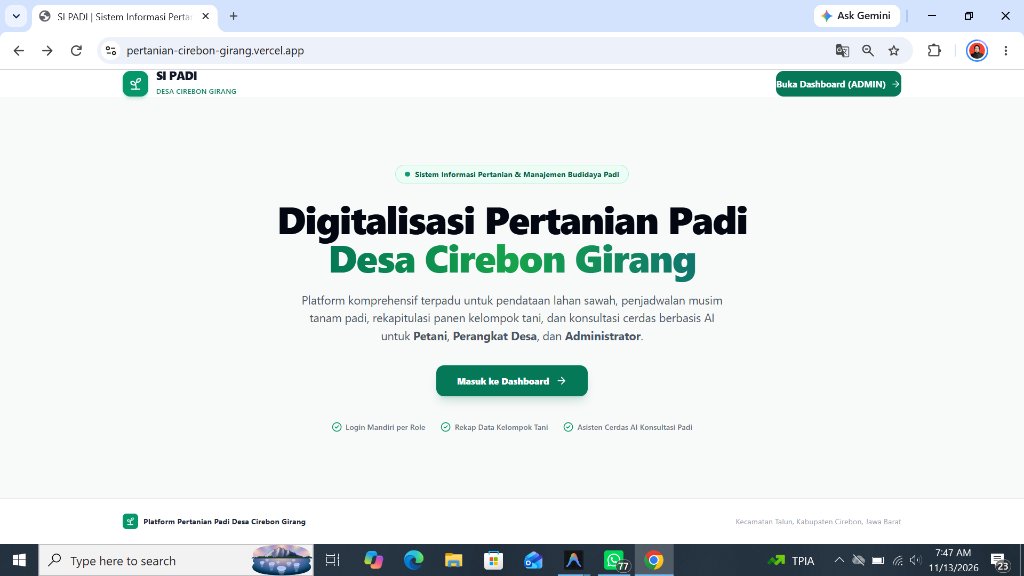 SI PADI | Sistem Informasi Perta
Ask Gemini
pertanian-cirebon-girang.vercel.app
SI PADI
DESA CIREBON GIRANG
Buka Dashboard (ADMIN) →
Sistem Informasi Pertanian & Manajemen Budidaya Padi
Digitalisasi Pertanian Padi
Desa Cirebon Girang
Platform komprehensif terpadu untuk pendataan lahan sawah, penjadwalan musim
tanam padi, rekapitulasi panen kelompok tani, dan konsultasi cerdas berbasis AI
untuk Petani, Perangkat Desa, dan Administrator.
Masuk ke Dashboard →
Login Mandiri per Role
Rekap Data Kelompok Tani
Asisten Cerdas AI Konsultasi Padi
Platform Pertanian Padi Desa Cirebon Girang
Kecamatan Talun, Kabupaten Cirebon, Jawa Barat
Type here to search
77
TPIA
7:47 AM
11/13/2026
23